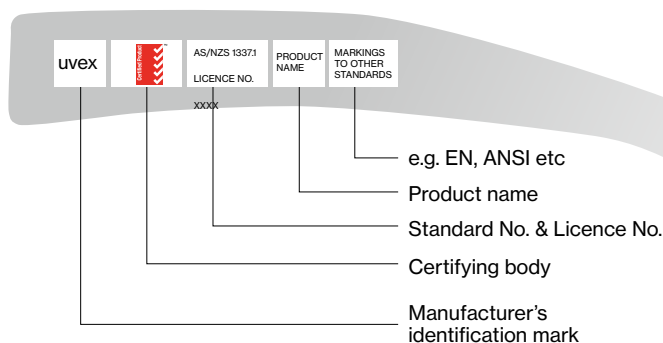 uvex
Certified Product
AS/NZS 1337.1
LICENCE NO.
XXXX
PRODUCT
NAME
MARKINGS
TO OTHER
STANDARDS
e.g. EN, ANSI etc
Product name
Standard No. & Licence No.
Certifying body
Manufacturer’s
identification mark